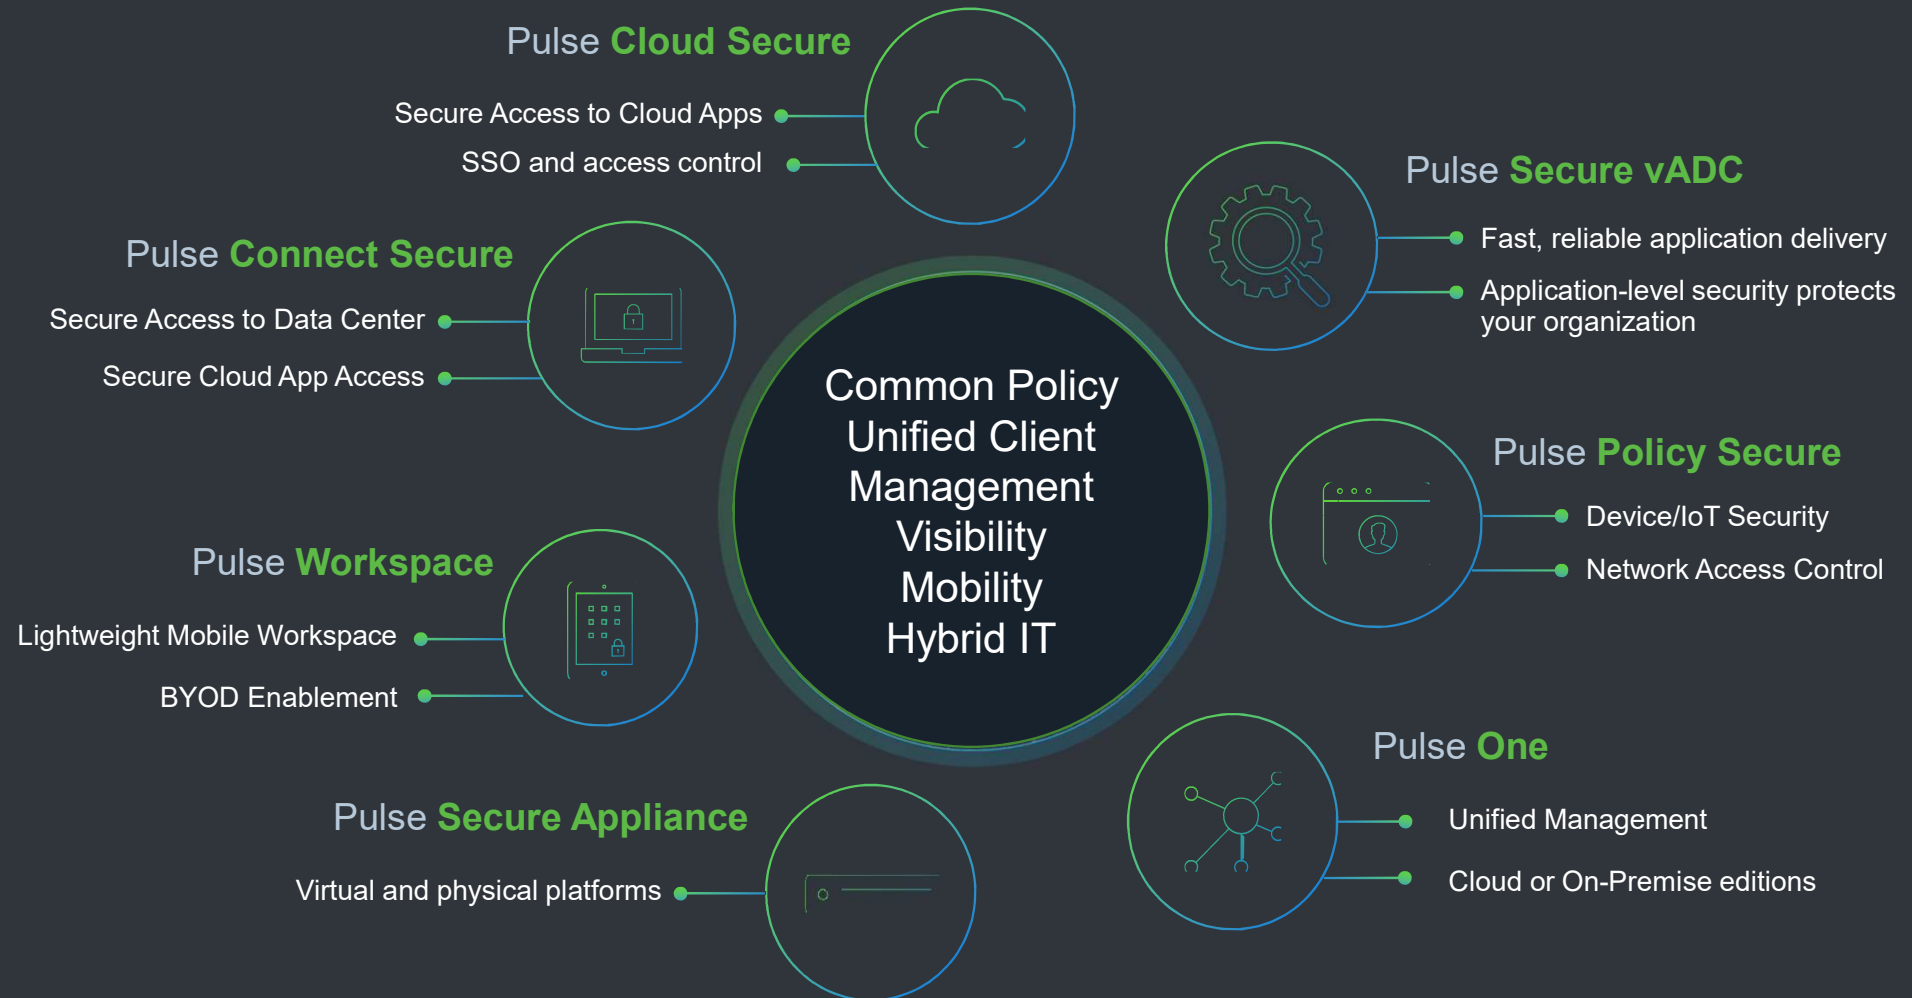 Pulse Cloud Secure
Secure Access to Cloud Apps
SSO and access control
Pulse Connect Secure
Secure Access to Data Center
Secure Cloud App Access
Pulse Workspace
Lightweight Mobile Workspace
BYOD Enablement
Pulse Secure Appliance
Virtual and physical platforms
Common Policy
Unified Client
Management
Visibility
Mobility
Hybrid IT
Pulse Secure vADC
Fast, reliable application delivery
Application-level security protects
your organization
Pulse Policy Secure
Device/IoT Security
Network Access Control
Pulse One
Unified Management
Cloud or On-Premise editions